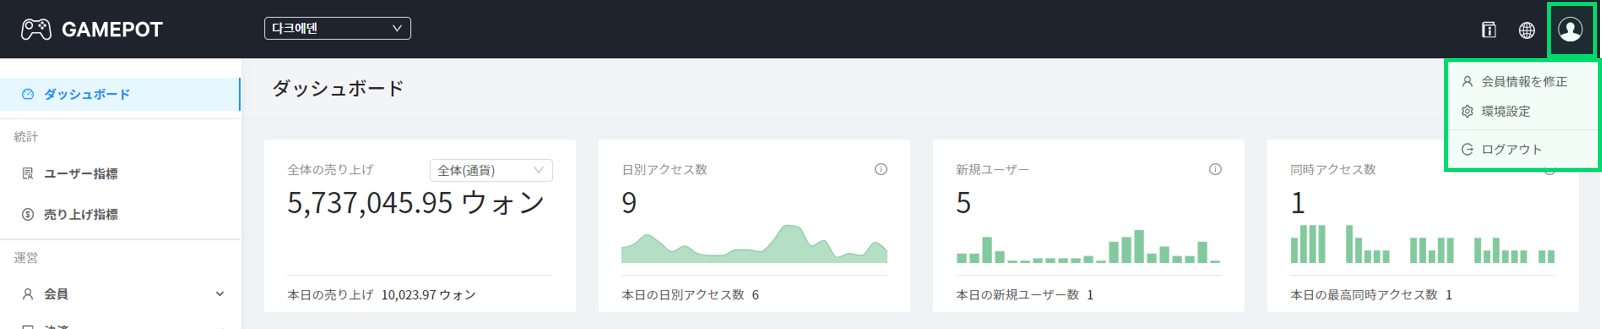 GAMEPOT
다크에덴
会員情報を修正
環境設定
ログアウト
ダッシュボード
統計
ユーザー指標
売り上げ指標
運営
会員
ダッシュボード
全体の売り上げ 全体(通貨)
5,737,045.95 ウォン
本日の売り上げ 10,023.97 ウォン
日別アクセス数
9
本日の日別アクセス数 6
新規ユーザー
5
本日の新規ユーザー数 1
同時アクセス数
1
本日の最高同時アクセス数 1